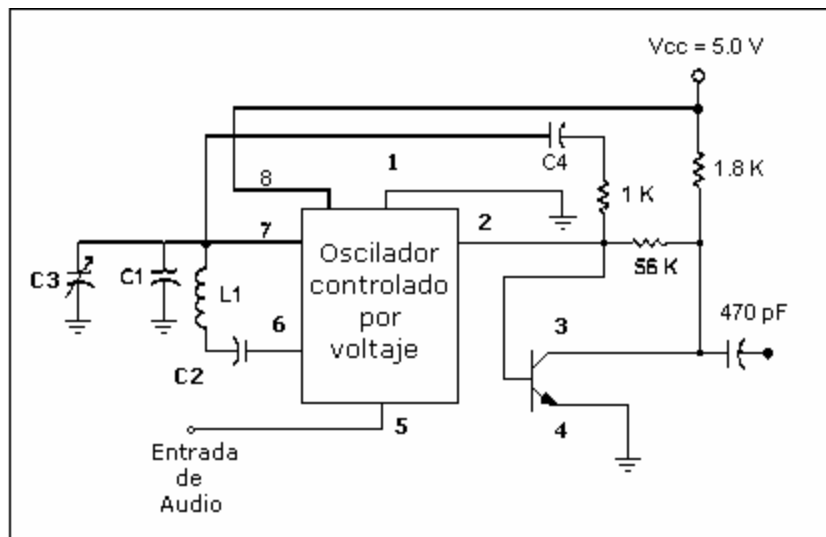 Vcc = 5.0 V
1
8
C4
1.8 K
1 K
7
2
C3
C1
L1
Oscilador
controlado
por
voltaje
56 K
6
3
470 pF
C2
5
4
Entrada
de
Audio